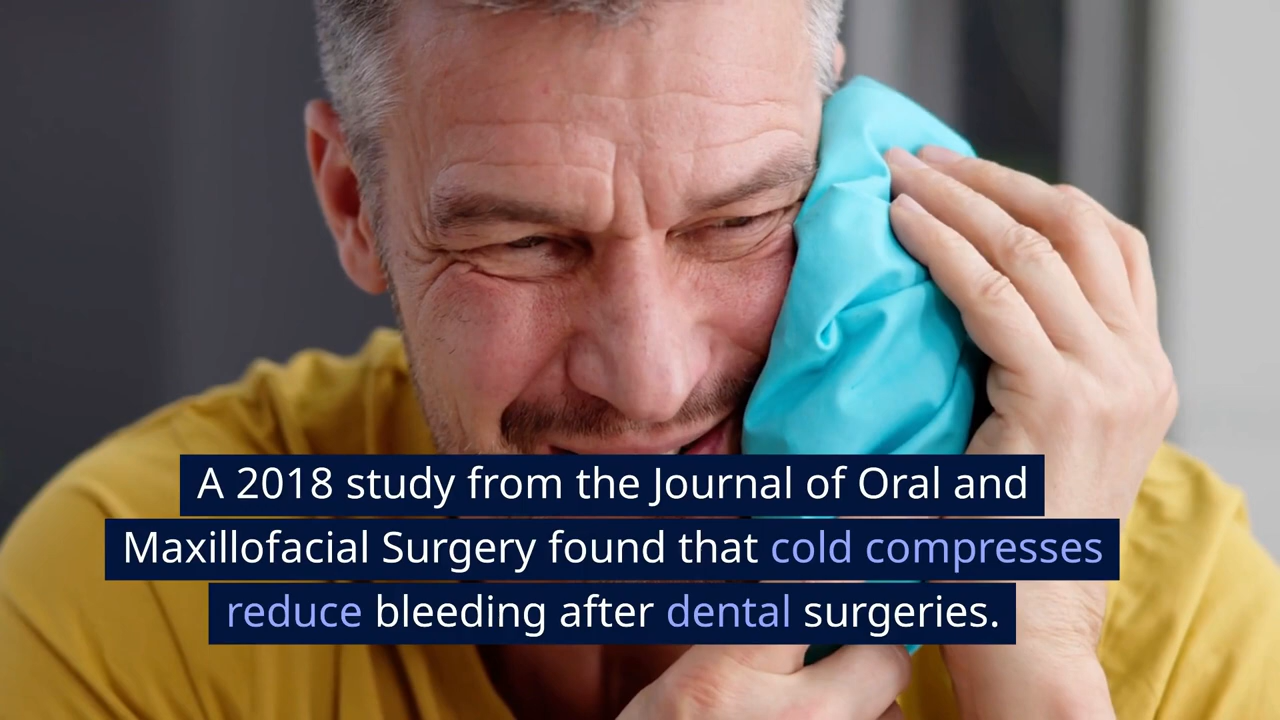 A 2018 study from the Journal of Oral and
Maxillofacial Surgery found that cold compresses
reduce bleeding after dental surgeries.